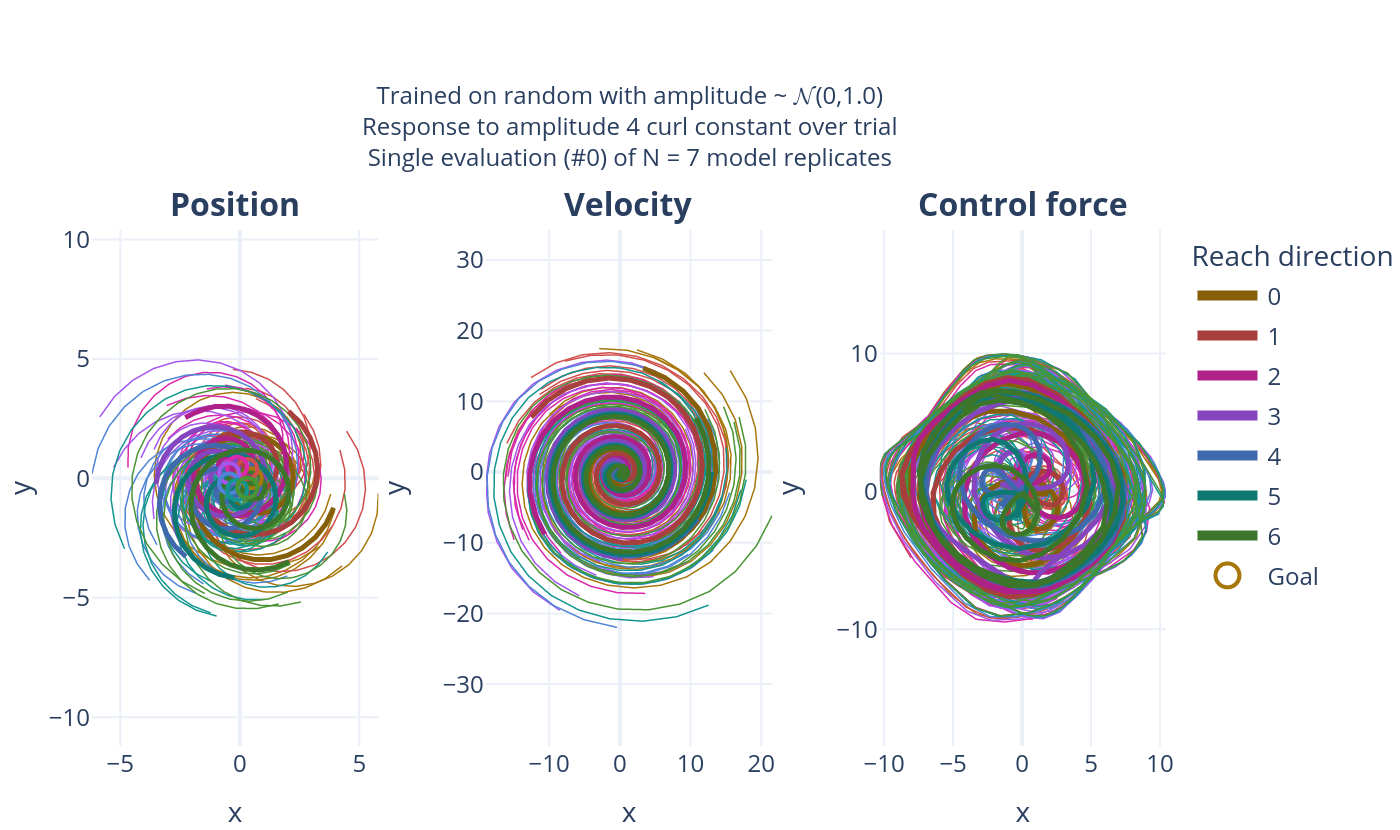 Trained on random with amplitude ~ 𝒩(0,1.0)
Response to amplitude 4 curl constant over trial
Single evaluation (#0) of N = 7 model replicates
Position
Velocity
Control force
10
5
0
−5
−10
y
−5
0
5
x
30
20
10
0
−10
−20
−30
y
−10
0
10
20
x
10
0
−10
y
−10
−5
0
5
10
x
Reach direction
0
1
2
3
4
5
6
Goal